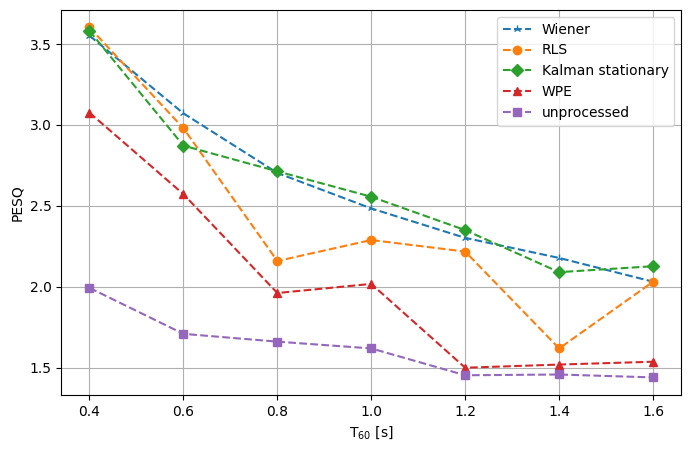 3.5
3.0
2.5
2.0
1.5
PESQ
Wiener
RLS
Kalman stationary
WPE
unprocessed
0.4 0.6 0.8 1.0 1.2 1.4 1.6
T₆₀ [s]